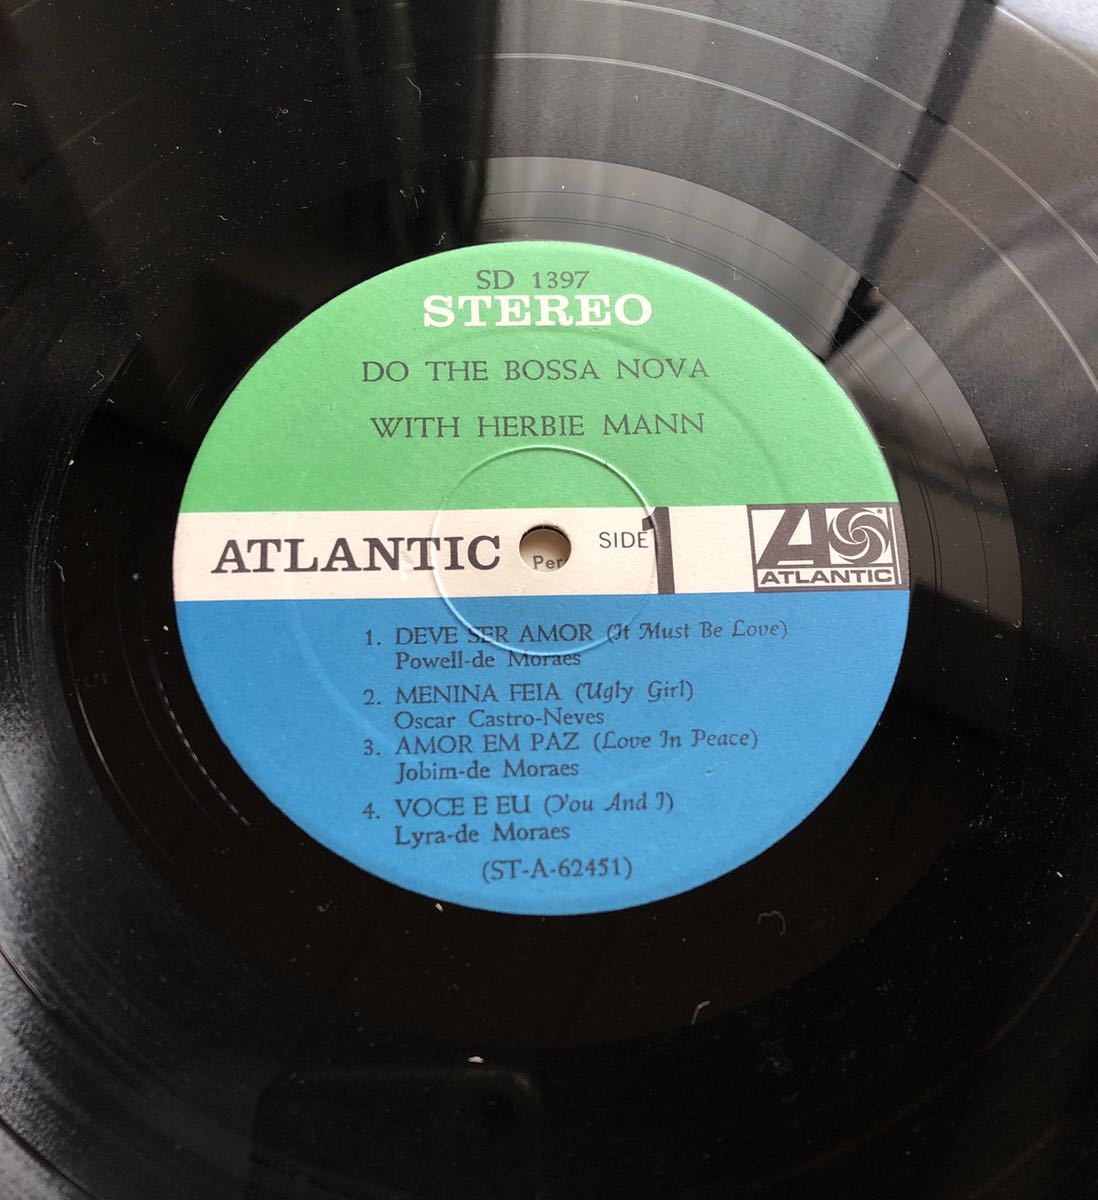 SD 1397
STEREO
DO THE BOSSA NOVA
WITH HERBIE MANN
ATLANTIC
Per
SIDE 1
ATLANTIC
1. DEVE SER AMOR (It Must Be Love)
Powell-de Moraes
2. MENINA FEIA (Ugly Girl)
Oscar Castro-Neves
3. AMOR EM PAZ (Love In Peace)
Jobim-de Moraes
4. VOCE E EU (You And I)
Lyra-de Moraes
(ST-A-62451)